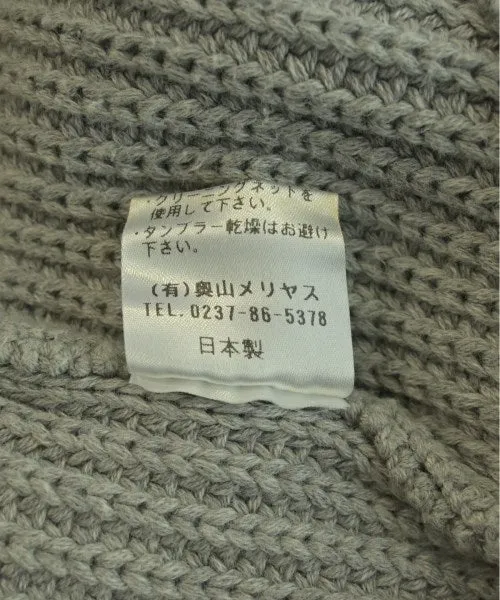 ・クリーニングネットを
使用して下さい。
・タンブラー乾燥はお避け
下さい。
(有)奥山メリヤス
TEL.0237-86-5378
日本製